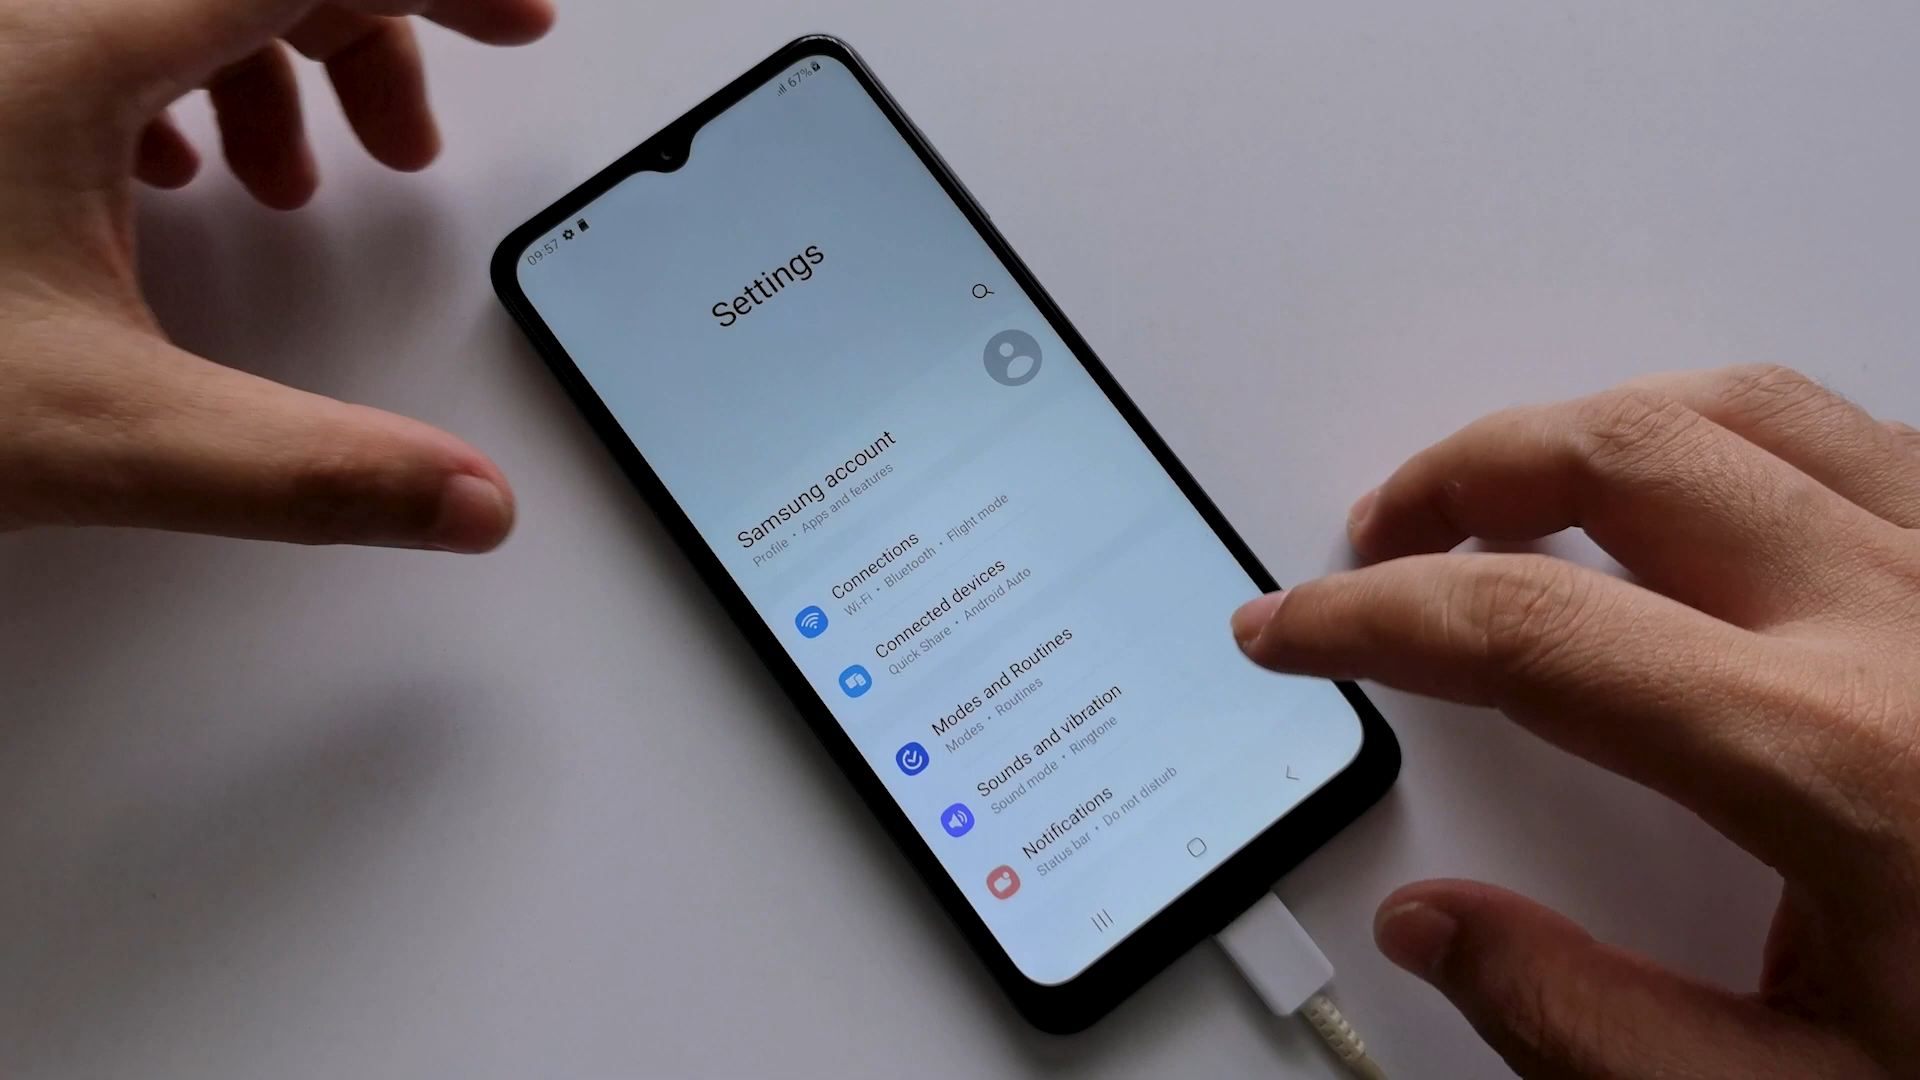 09:57
67%
Settings
Samsung account
Profile • Apps and features
Connections
Wi-Fi • Bluetooth • Flight mode
Connected devices
Quick Share • Android Auto
Modes and Routines
Modes • Routines
Sounds and vibration
Sound mode • Ringtone
Notifications
Status bar • Do not disturb